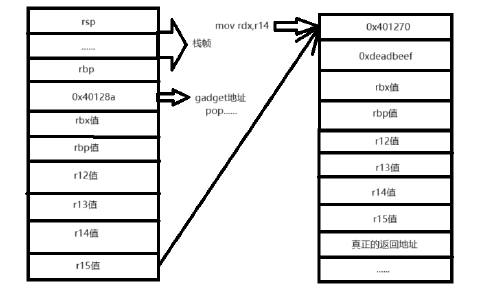 rsp
......
rbp
栈帧
0x40128a
gadget地址
pop......
rbx值
rbp值
r12值
r13值
r14值
r15值
mov rdx,r14
0x401270
0xdeadbeef
rbx值
rbp值
r12值
r13值
r14值
r15值
真正的返回地址
......